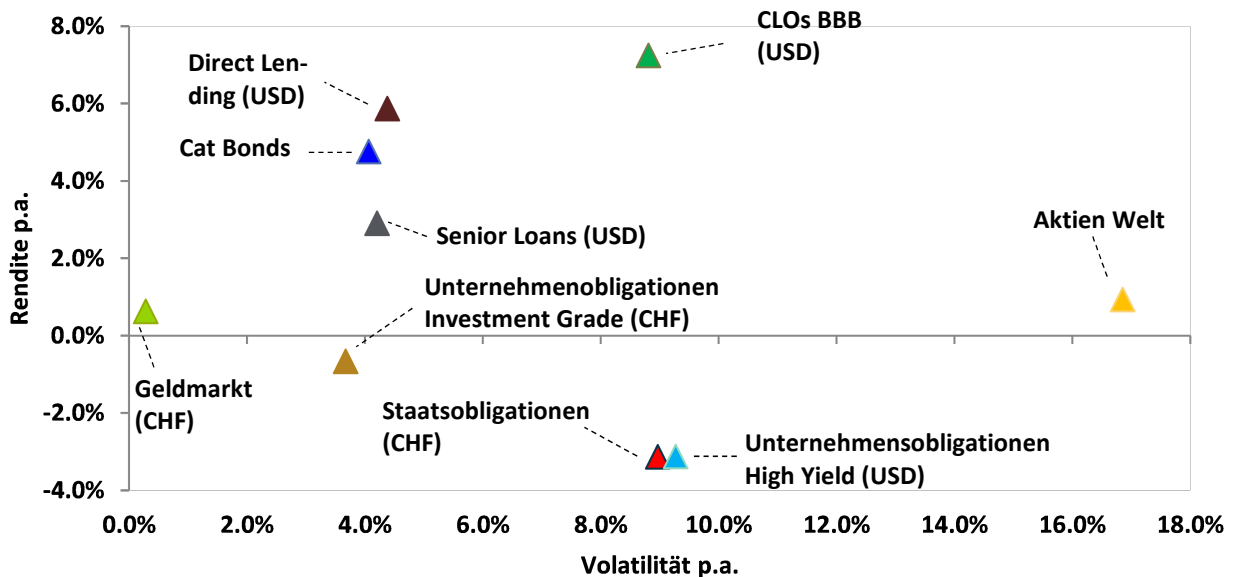 8.0%
6.0%
4.0%
2.0%
0.0%
-2.0%
-4.0%
Rendite p.a.
CLOs BBB
(USD)
Direct Len-
ding (USD)
Cat Bonds
Senior Loans (USD)
Aktien Welt
Unternehmenobligationen
Investment Grade (CHF)
Geldmarkt
(CHF)
Staatsobligationen
(CHF)
Unternehmensobligationen
High Yield (USD)
0.0% 2.0% 4.0% 6.0% 8.0% 10.0% 12.0% 14.0% 16.0% 18.0%
Volatilität p.a.